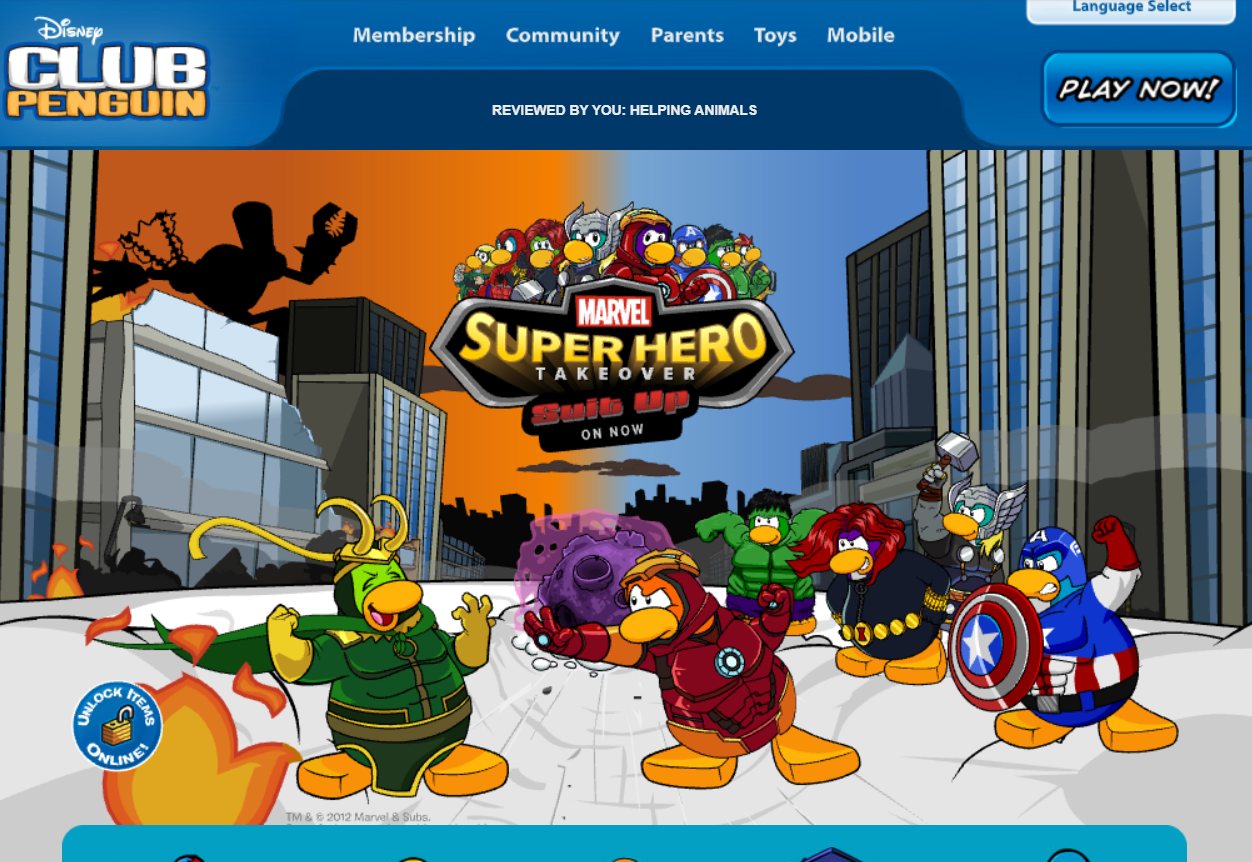 Language Select
Disney
CLUB
PENGUIN
Membership Community Parents Toys Mobile
PLAY NOW!
REVIEWED BY YOU: HELPING ANIMALS
MARVEL
SUPER HERO
TAKEOVER
Suit Up
ON NOW
A
A
UNLOCK ITEMS
ONLINE!
TM & © 2012 Marvel & Subs.